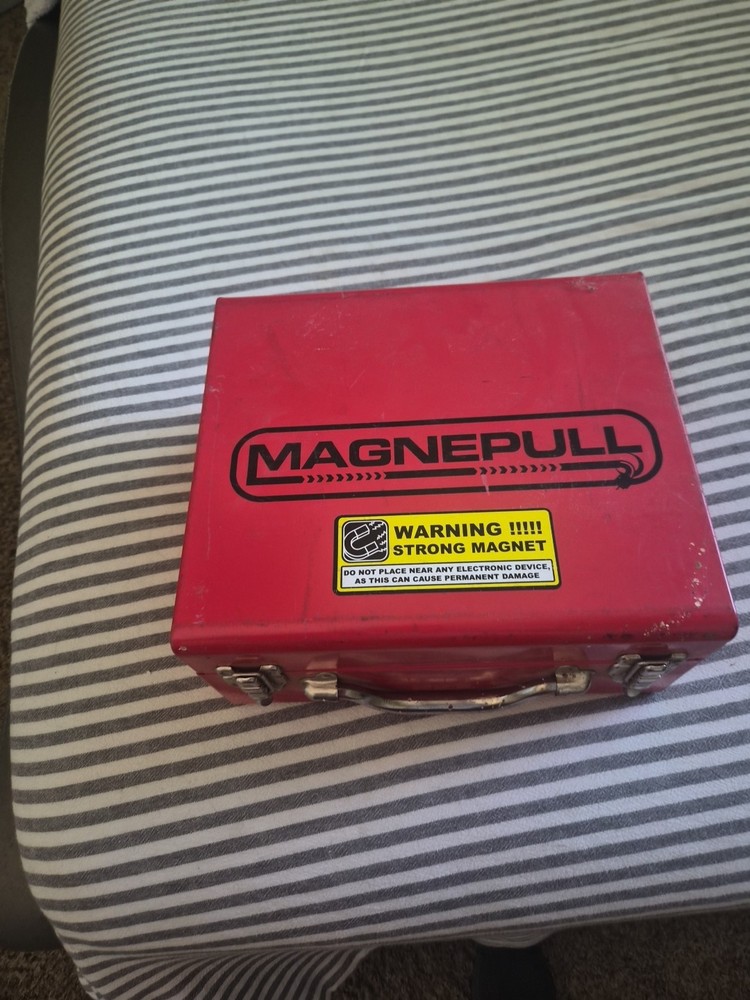 MAGNEPULL
WARNING !!!!!
STRONG MAGNET
DO NOT PLACE NEAR ANY ELECTRONIC DEVICE,
AS THIS CAN CAUSE PERMANENT DAMAGE